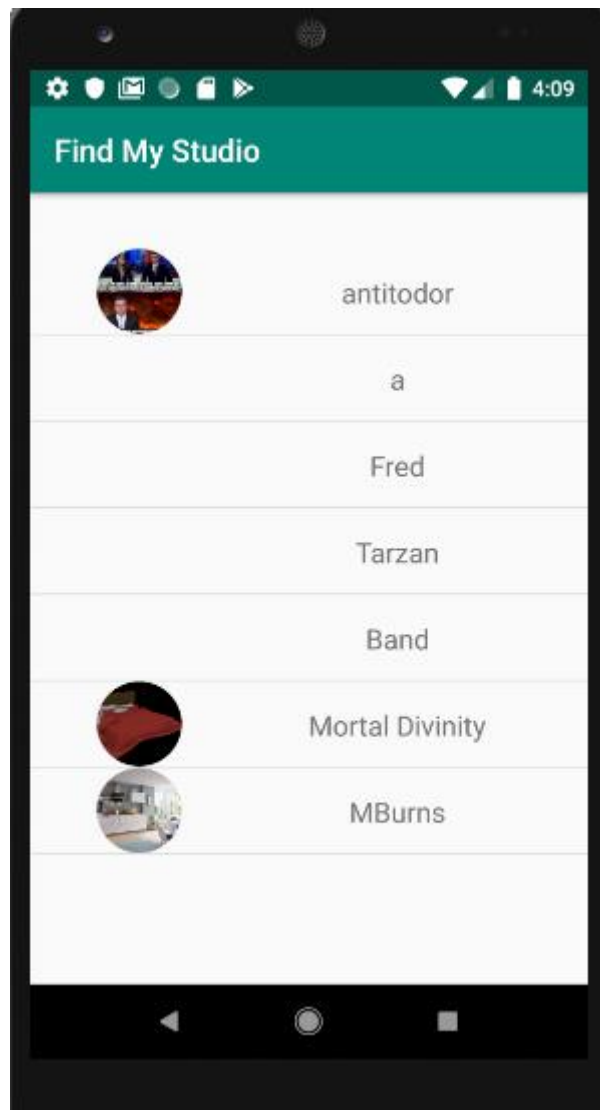 4:09
Find My Studio
antitodor
a
Fred
Tarzan
Band
Mortal Divinity
MBurns